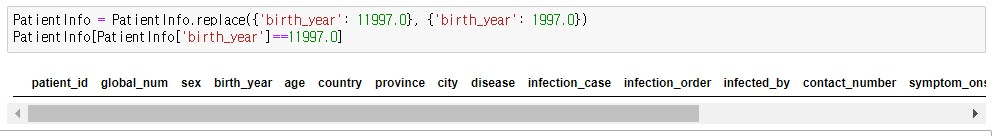 PatientInfo = PatientInfo.replace({'birth_year': 11997.0}, {'birth_year': 1997.0})
PatientInfo[PatientInfo['birth_year']==11997.0]
patient_id global_num sex birth_year age country province city disease infection_case infection_order infected_by contact_number symptom_ons